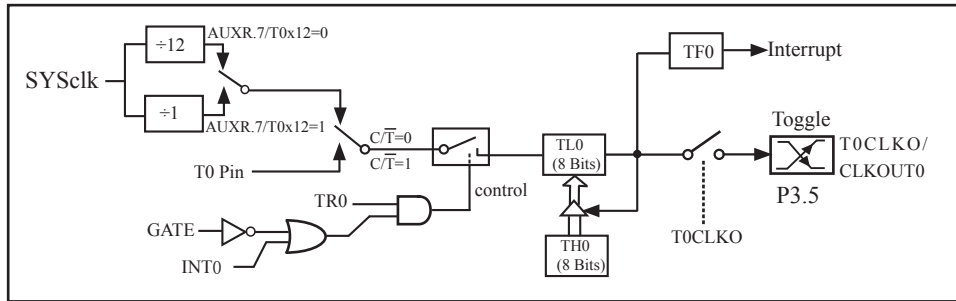 ÷12
AUXR.7/T0x12=0
SYSclk
÷1
AUXR.7/T0x12=1
T0 Pin
C/T̅=0
C/T̅=1
control
TR0
GATE
INT0
TL0
(8 Bits)
TH0
(8 Bits)
TF0
Interrupt
T0CLKO
Toggle
T0CLKO/
CLKOUT0
P3.5